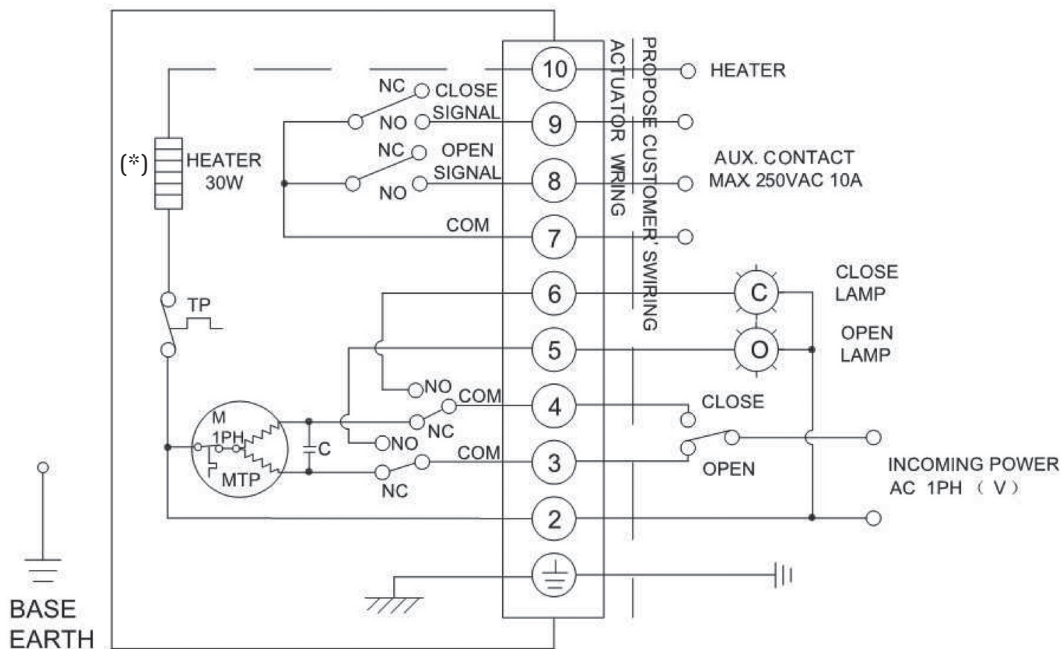 10
HEATER
NC
CLOSE
SIGNAL
NO
9
(*)
HEATER
30W
NC
OPEN
SIGNAL
NO
8
AUX. CONTACT
MAX 250VAC 10A
COM
7
ACTUATOR WIRING
PROPOSE CUSTOMER' SWIRING
6
C
CLOSE
LAMP
TP
5
O
OPEN
LAMP
NO
COM
4
CLOSE
M
1PH
MTP
C
NC
NO
COM
3
OPEN
NC
INCOMING POWER
AC 1PH ( V )
2
BASE
EARTH